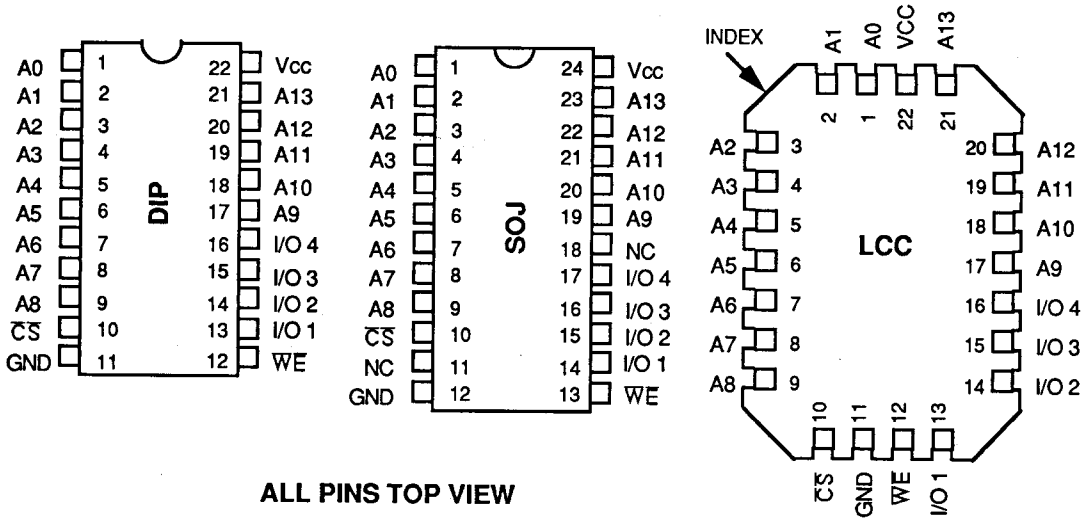 A0 1 22 Vcc
A1 2 21 A13
A2 3 20 A12
A3 4 19 A11
A4 5 18 A10
A5 6 17 A9
A6 7 16 I/O 4
A7 8 15 I/O 3
A8 9 14 I/O 2
C̅S̅ 10 13 I/O 1
GND 11 12 W̅E̅
DIP
A0 1 24 Vcc
A1 2 23 A13
A2 3 22 A12
A3 4 21 A11
A4 5 20 A10
A5 6 19 A9
A6 7 18 NC
A7 8 17 I/O 4
A8 9 16 I/O 3
C̅S̅ 10 15 I/O 2
NC 11 14 I/O 1
GND 12 13 W̅E̅
SOJ
INDEX
A1 A0 VCC A13
2 1 22 21
A2 3 20 A12
A3 4 19 A11
A4 5 18 A10
A5 6 17 A9
A6 7 16 I/O 4
A7 8 15 I/O 3
A8 9 14 I/O 2
LCC
10 11 12 13
C̅S̅ GND W̅E̅ I/O 1
ALL PINS TOP VIEW